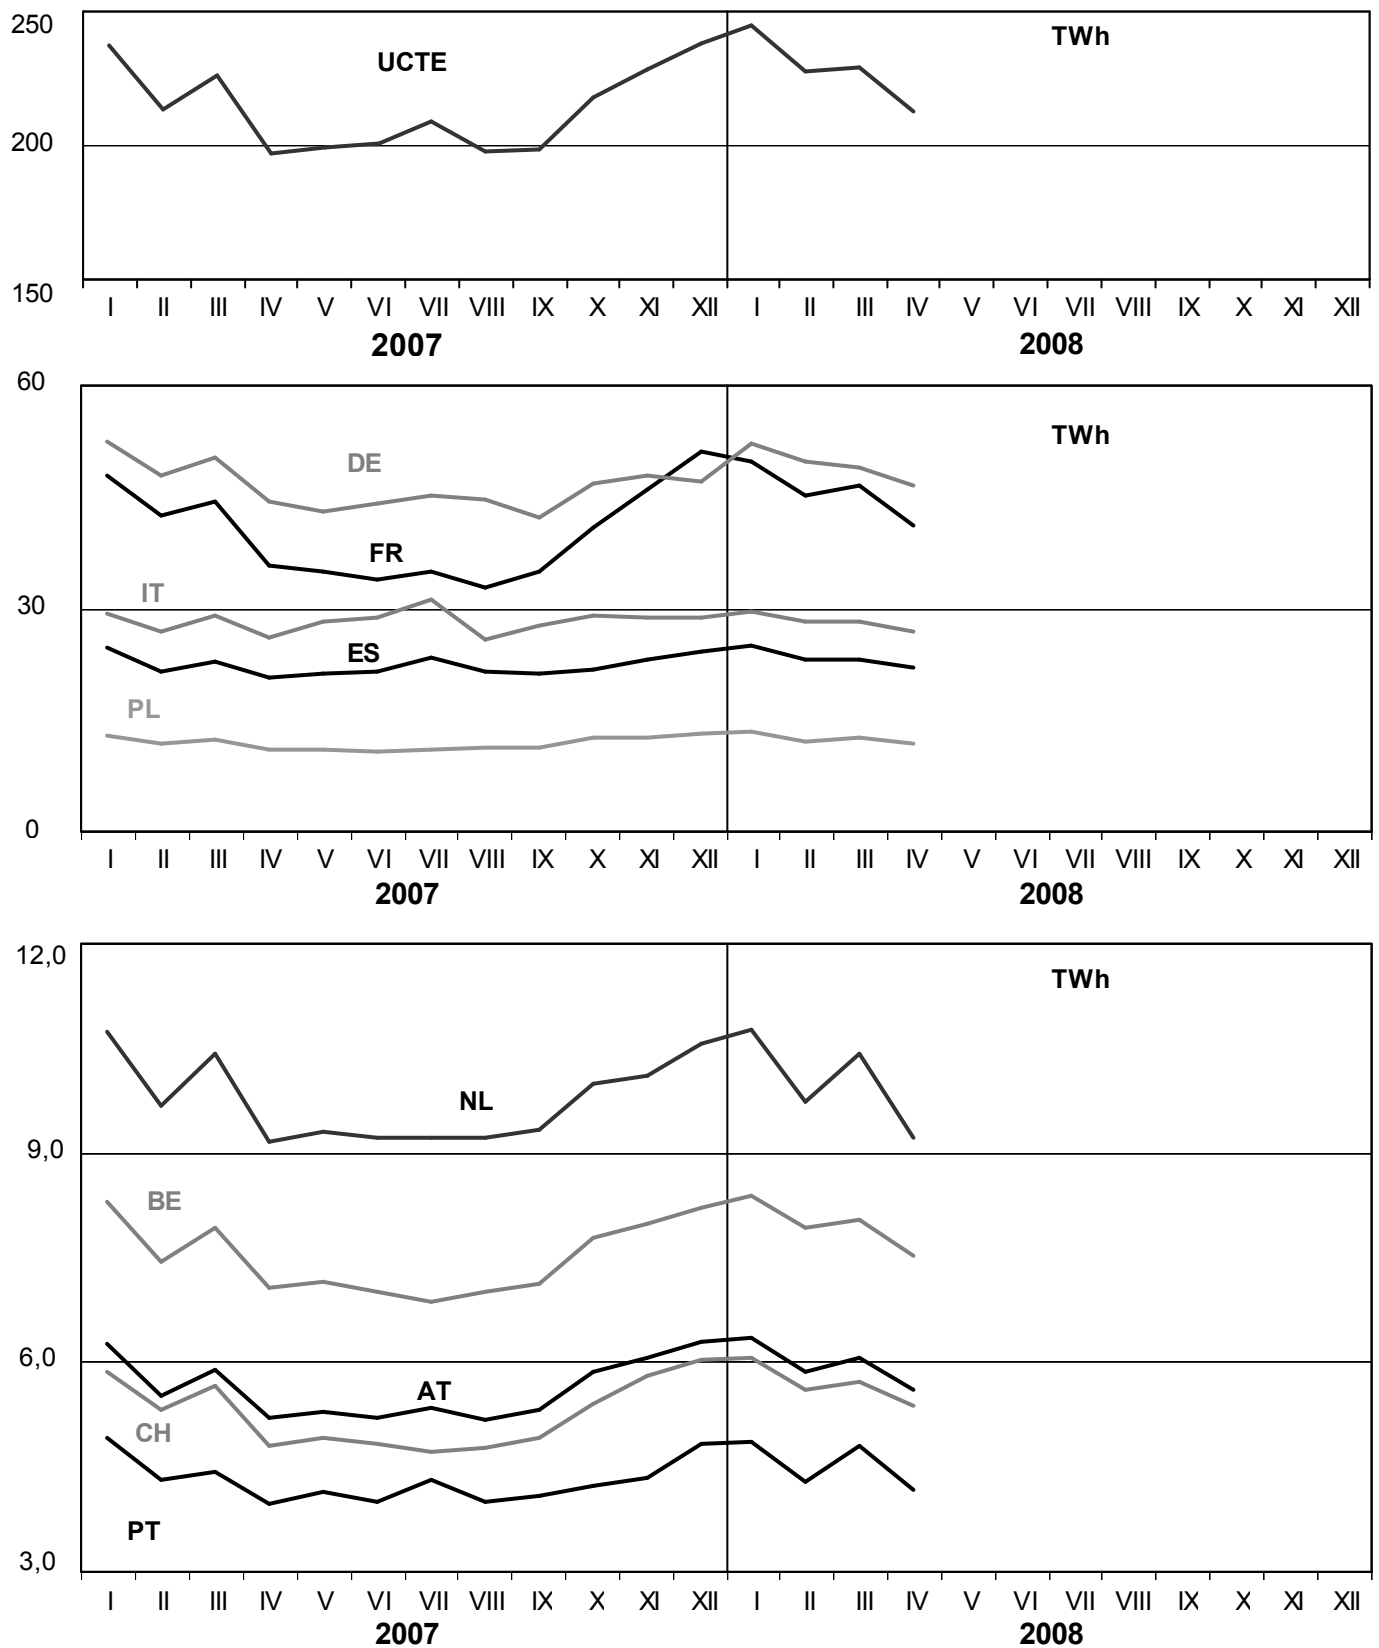 250
TWh
UCTE
200
150
I II III IV V VI VII VIII IX X XI XII I II III IV V VI VII VIII IX X XI XII
2007 2008
60
TWh
DE
FR
IT
30
ES
PL
0
I II III IV V VI VII VIII IX X XI XII I II III IV V VI VII VIII IX X XI XII
2007 2008
12,0
TWh
NL
9,0
BE
6,0
AT
CH
PT
3,0
I II III IV V VI VII VIII IX X XI XII I II III IV V VI VII VIII IX X XI XII
2007 2008